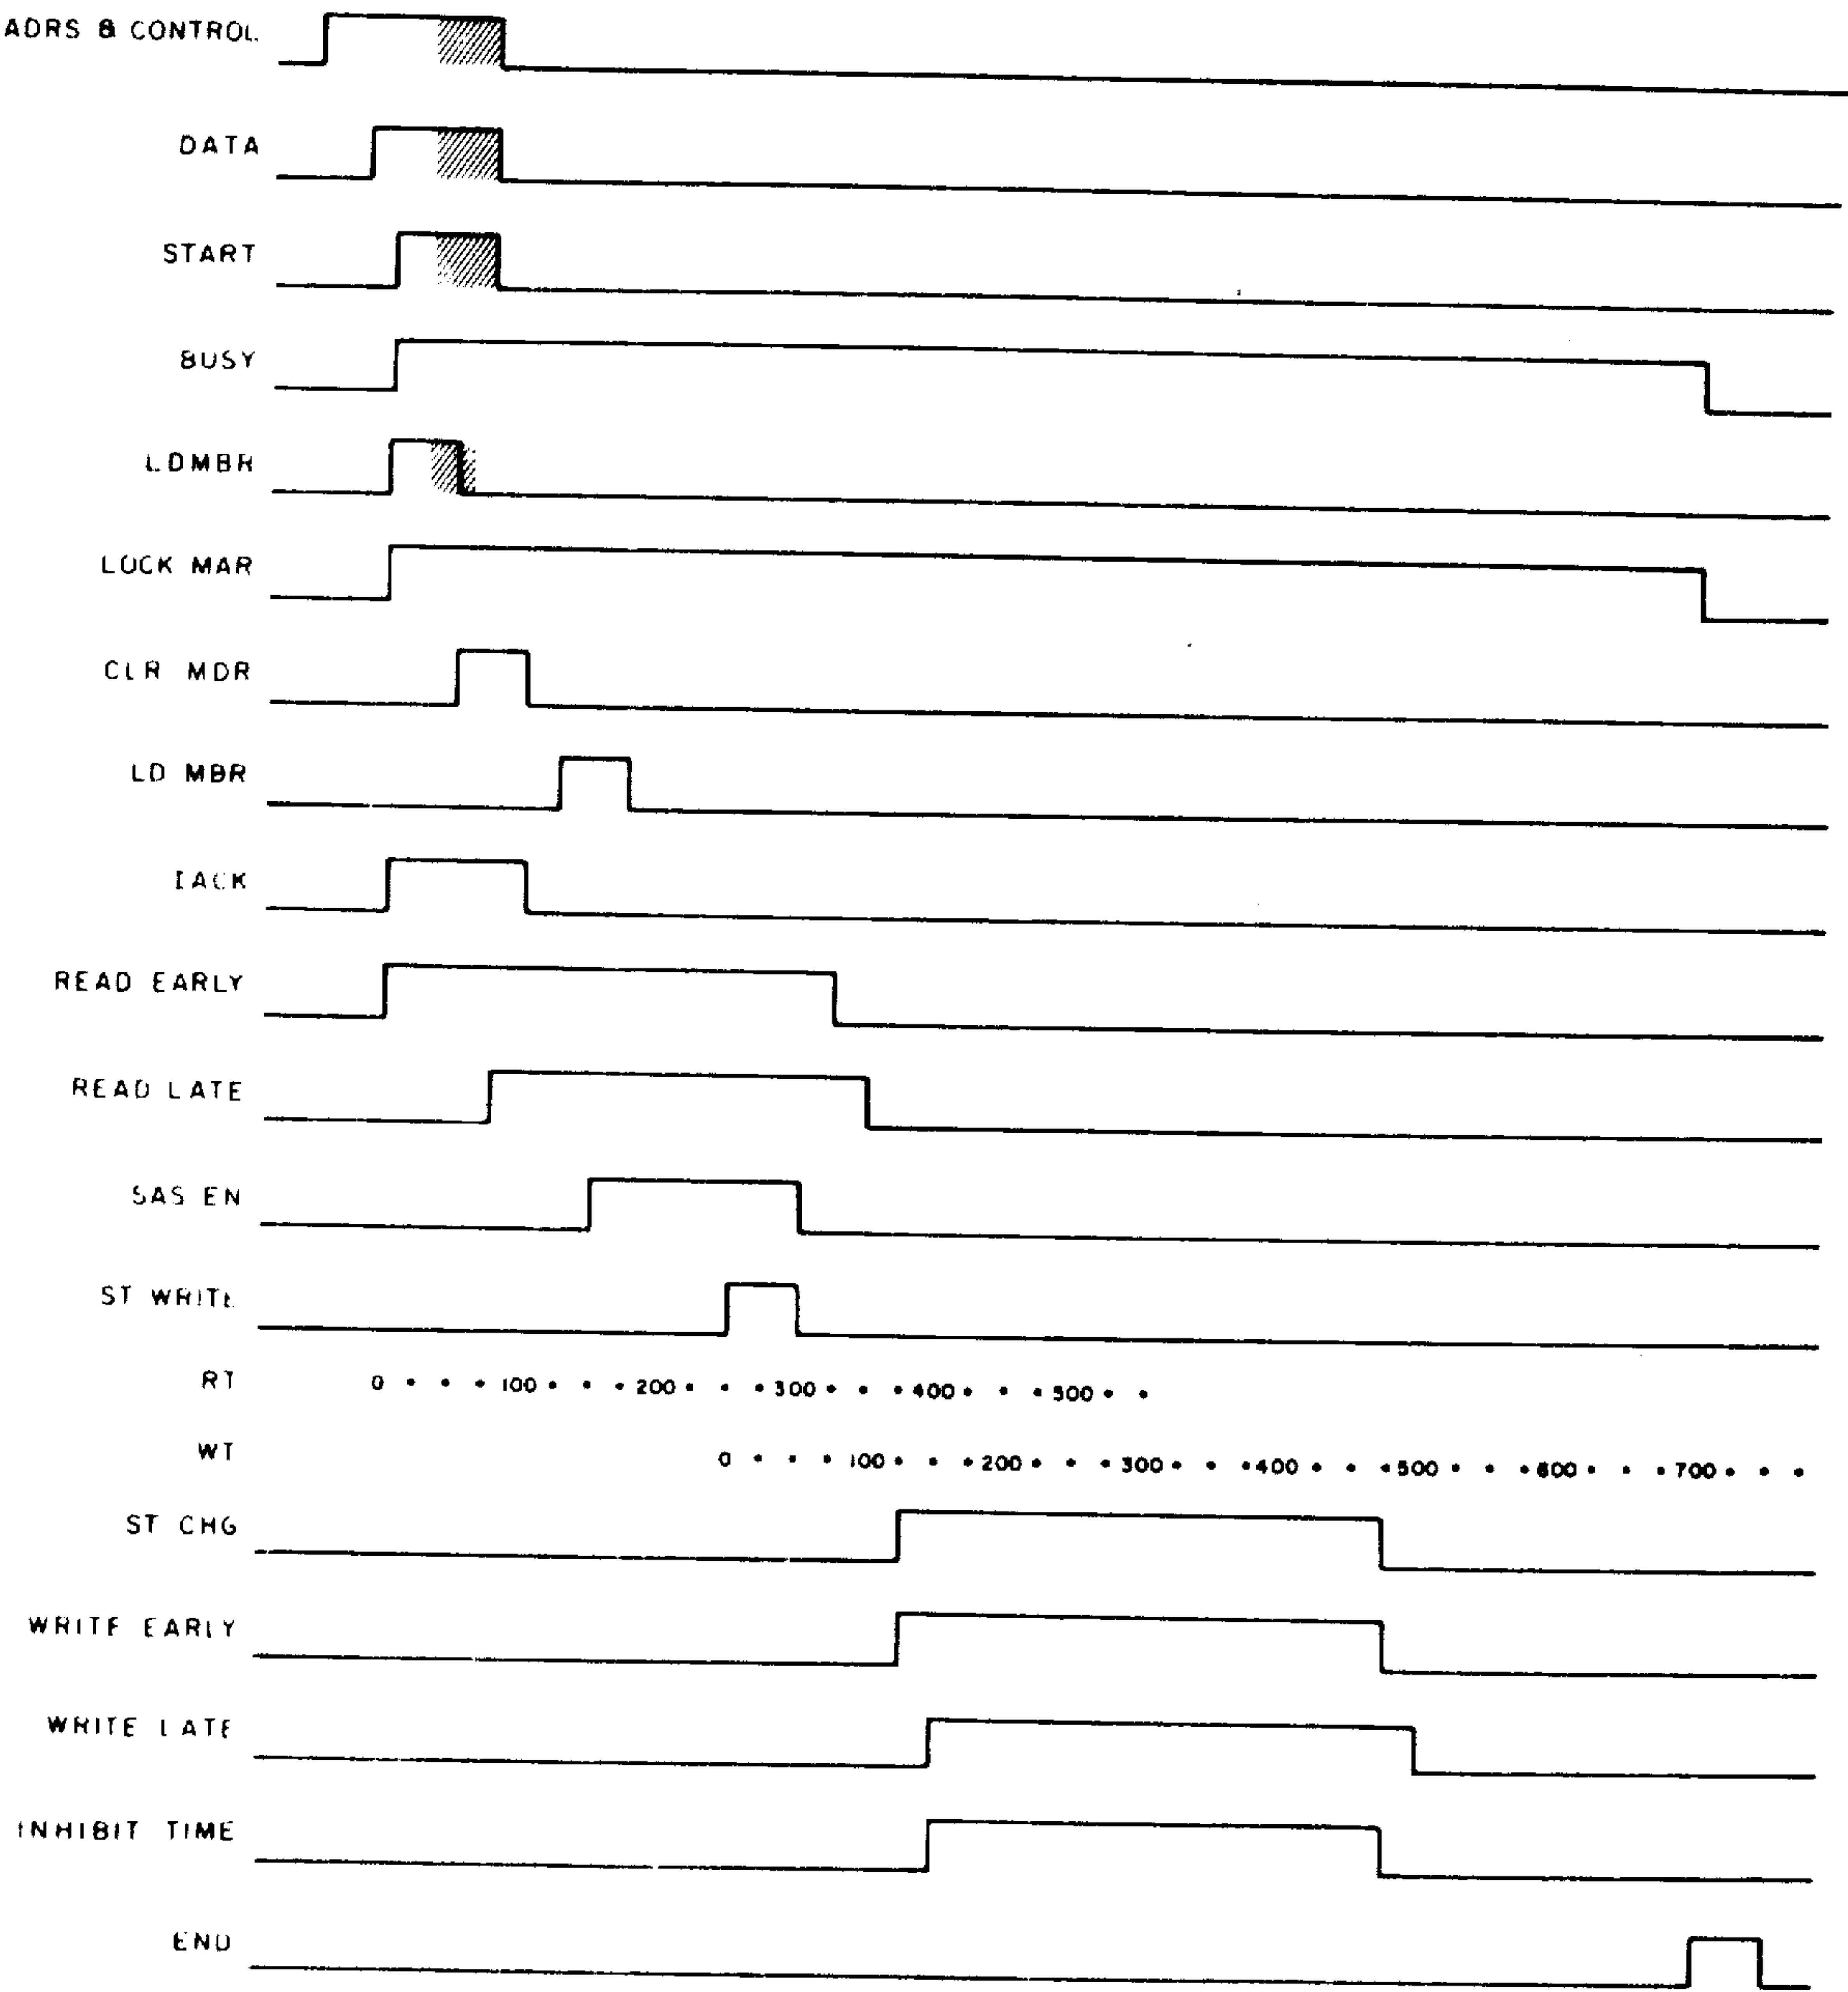 ADRS & CONTROL
DATA
START
BUSY
LDMBR
LOCK MAR
CLR MDR
LD MBR
IACK
READ EARLY
READ LATE
SAS EN
ST WRITE
RT 0 • • • 100 • • • 200 • • • 300 • • • 400 • • • 500 • •
WT 0 • • • 100 • • • 200 • • • 300 • • • 400 • • • 500 • • • 600 • • • 700 • • •
ST CHG
WRITE EARLY
WRITE LATE
INHIBIT TIME
END